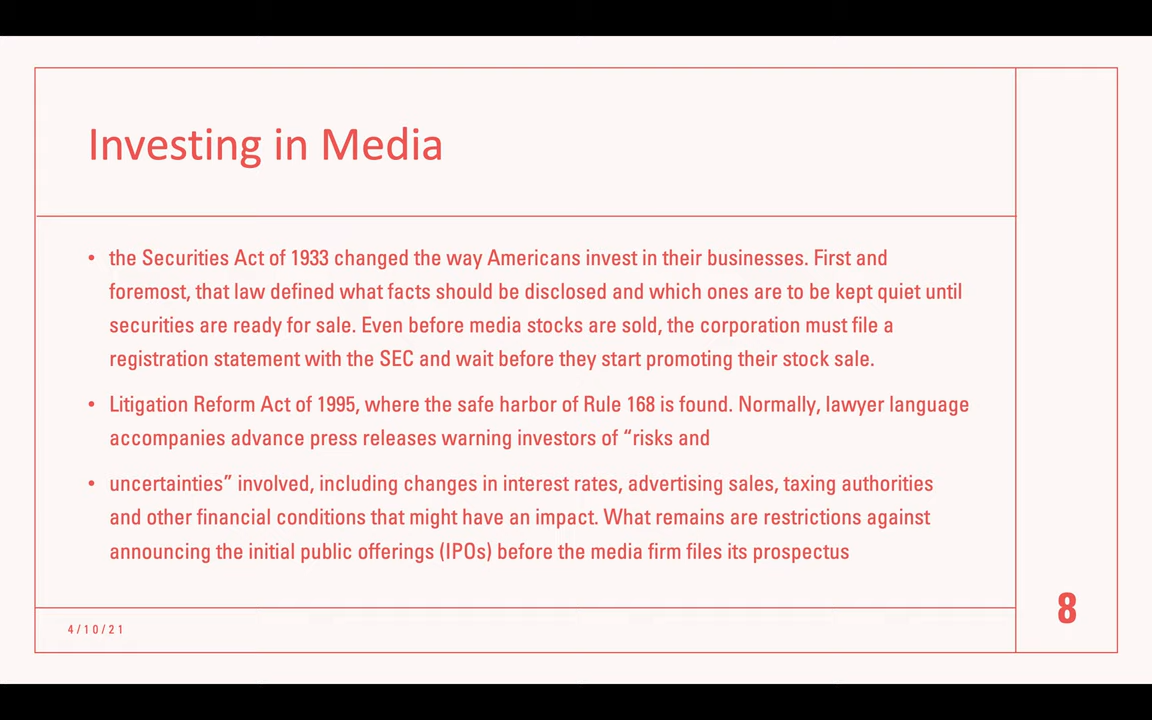 Investing in Media
• the Securities Act of 1933 changed the way Americans invest in their businesses. First and
foremost, that law defined what facts should be disclosed and which ones are to be kept quiet until
securities are ready for sale. Even before media stocks are sold, the corporation must file a
registration statement with the SEC and wait before they start promoting their stock sale.
• Litigation Reform Act of 1995, where the safe harbor of Rule 168 is found. Normally, lawyer language
accompanies advance press releases warning investors of “risks and
• uncertainties” involved, including changes in interest rates, advertising sales, taxing authorities
and other financial conditions that might have an impact. What remains are restrictions against
announcing the initial public offerings (IPOs) before the media firm files its prospectus
8
4/10/21